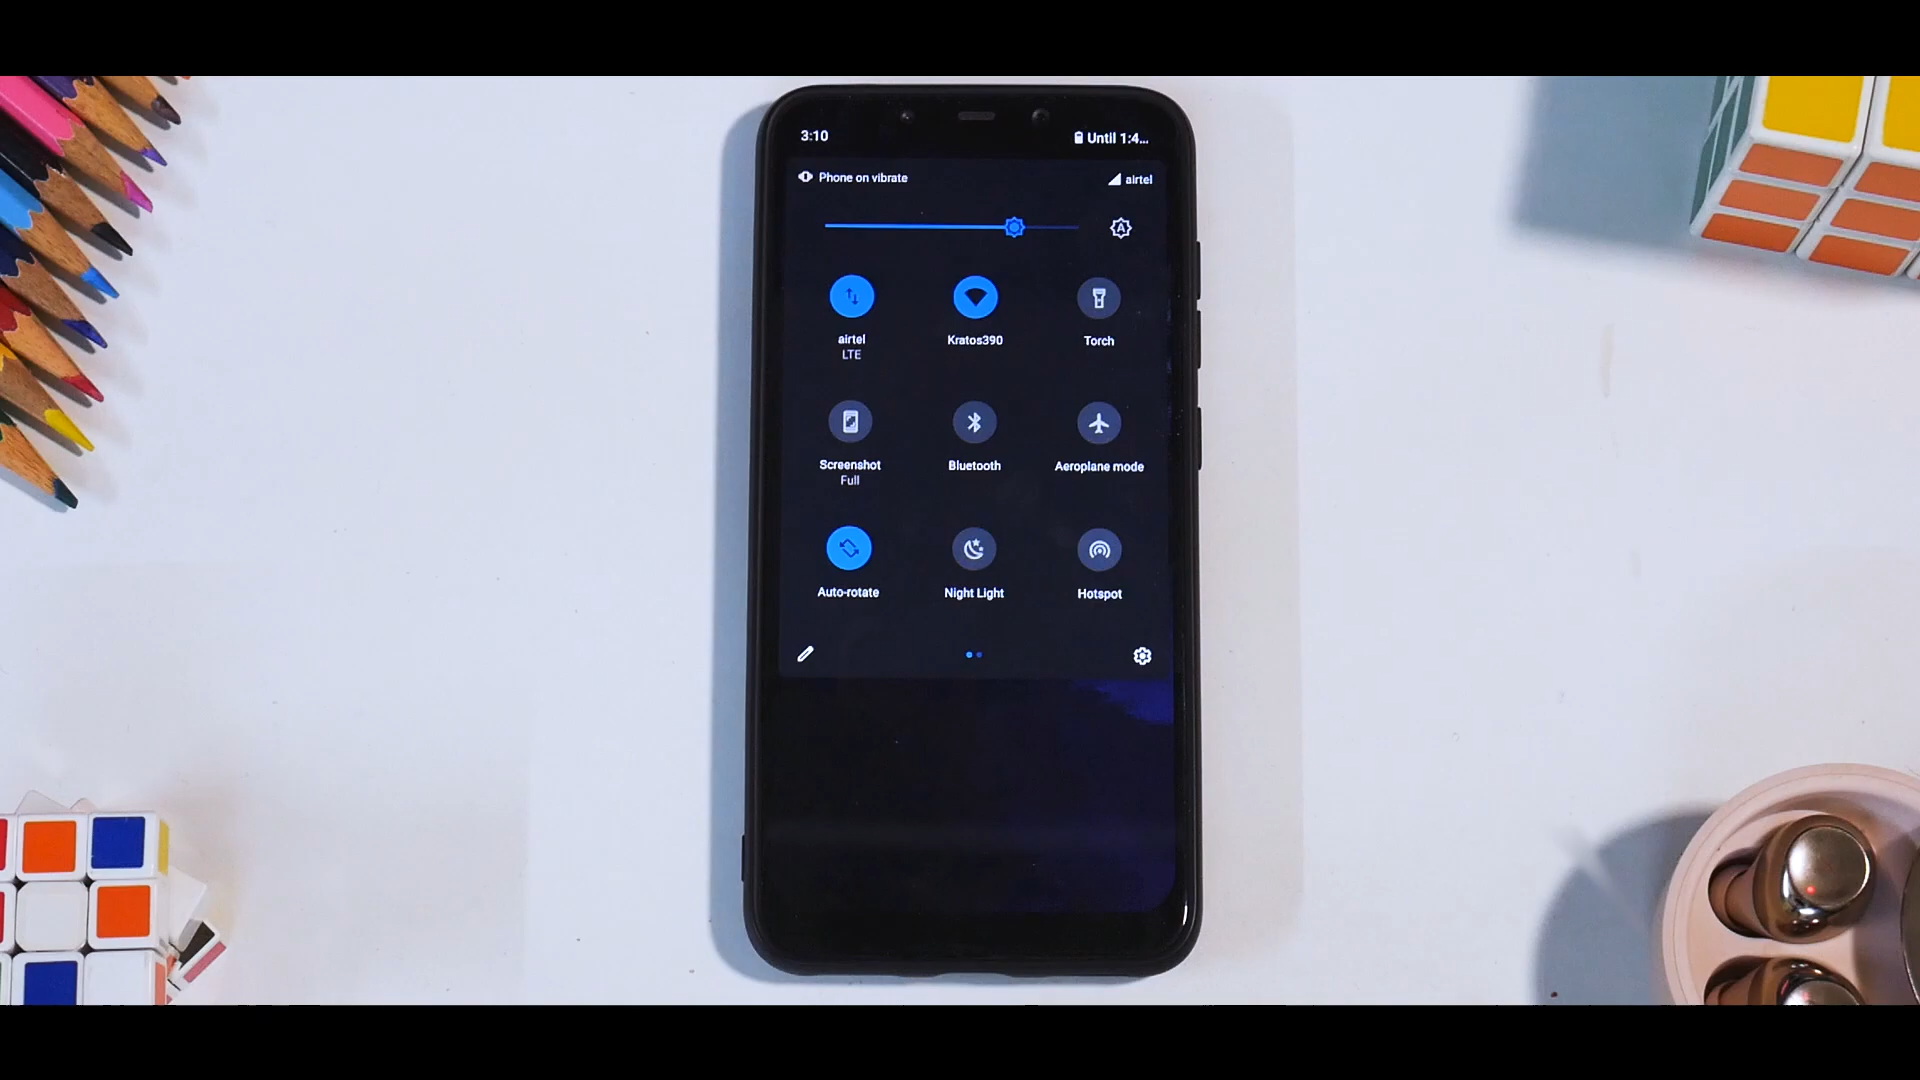 3:10
Until 1:4...
Phone on vibrate
airtel
A
airtel
LTE
Kratos390
Torch
Screenshot
Full
Bluetooth
Aeroplane mode
Auto-rotate
Night Light
Hotspot